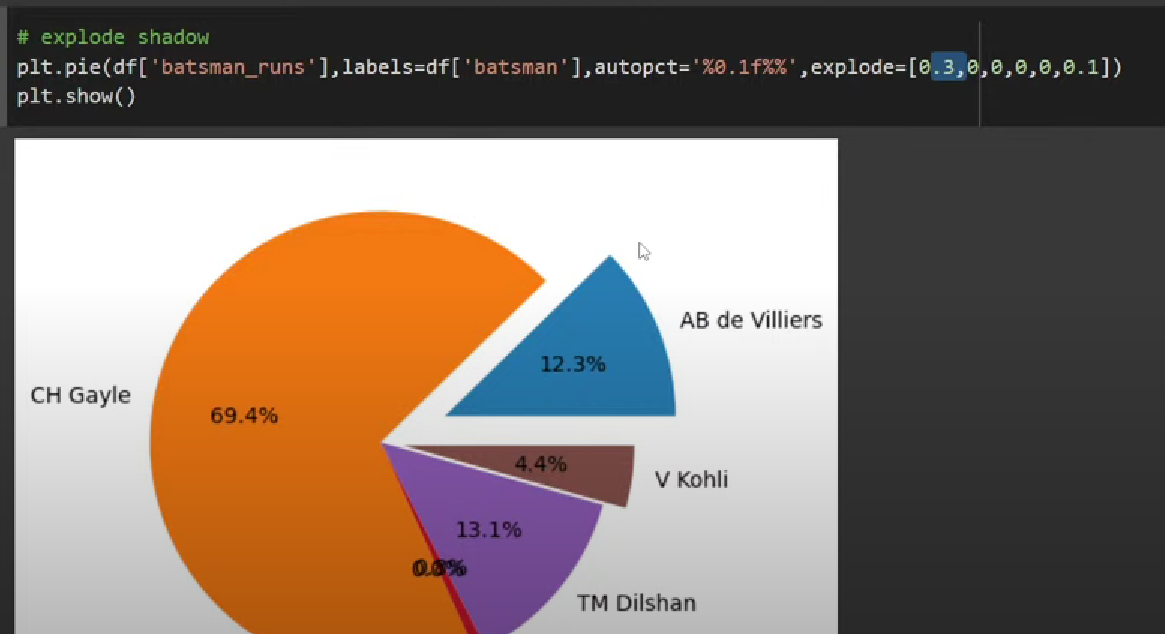 # explode shadow
plt.pie(df['batsman_runs'],labels=df['batsman'],autopct='%0.1f%%',explode=[0.3,0,0,0,0,0.1])
plt.show()
AB de Villiers
12.3%
CH Gayle
69.4%
4.4%
V Kohli
13.1%
TM Dilshan